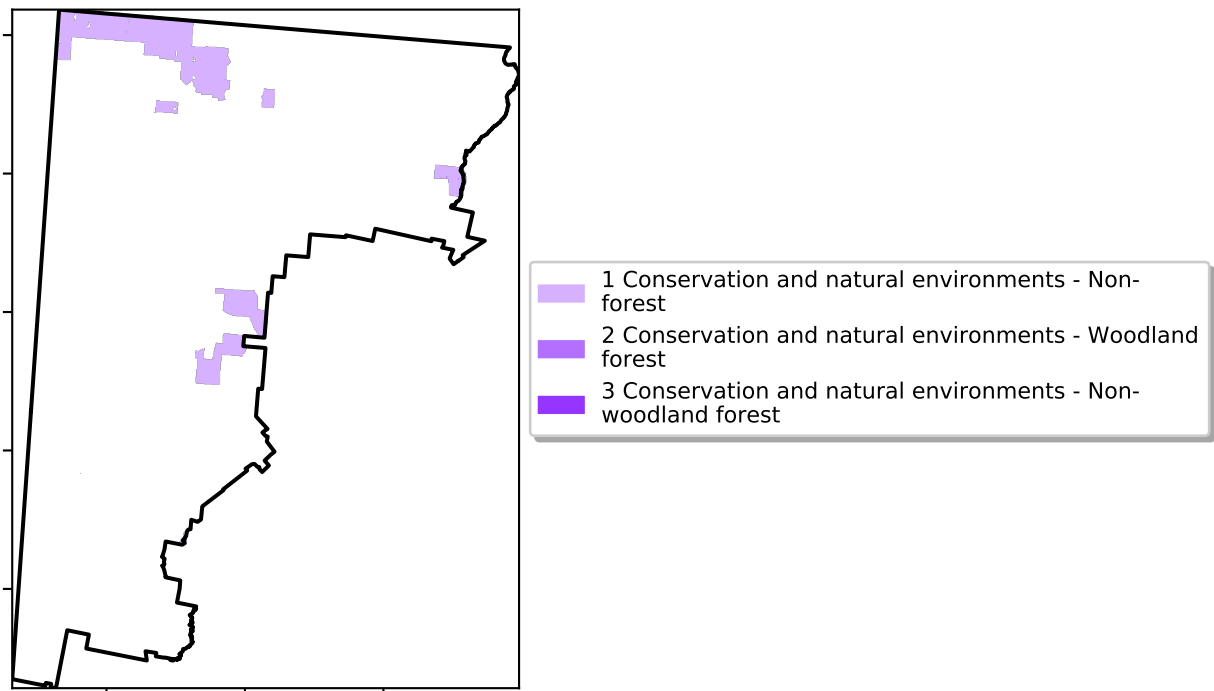 1 Conservation and natural environments - Non-
forest
2 Conservation and natural environments - Woodland
forest
3 Conservation and natural environments - Non-
woodland forest